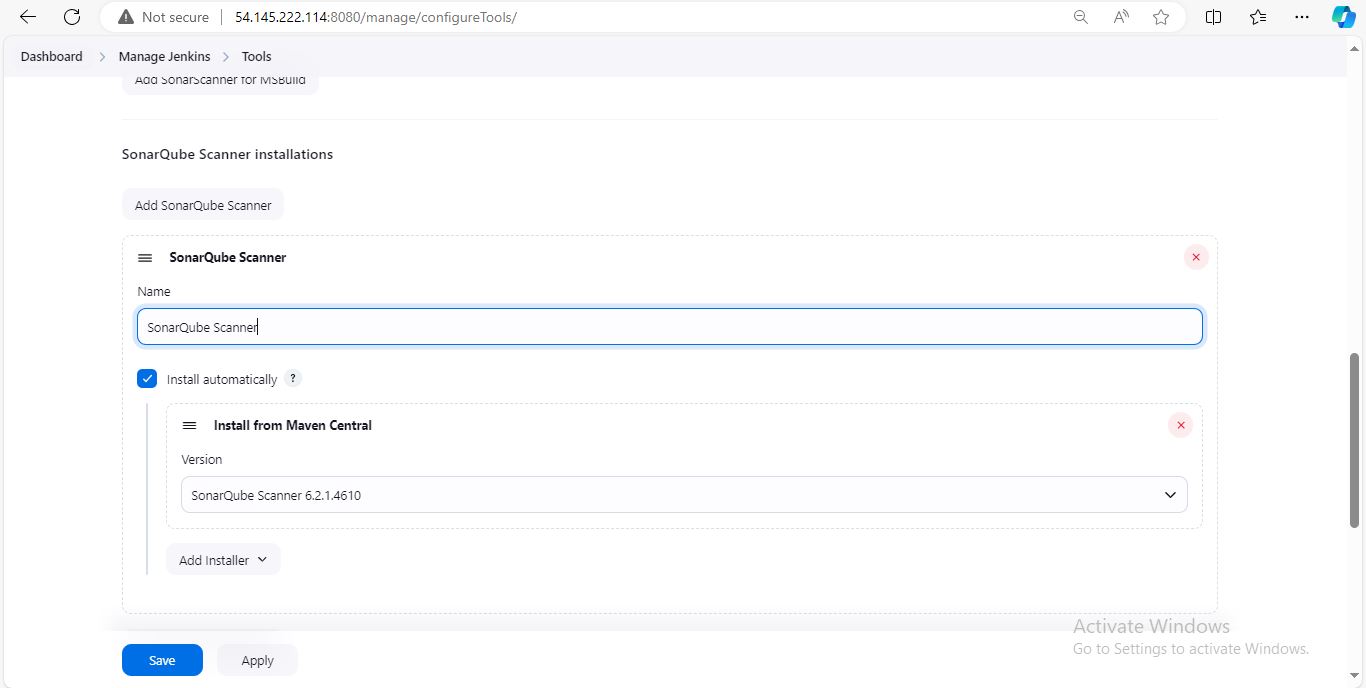 Not secure 54.145.222.114:8080/manage/configureTools/
Dashboard Manage Jenkins Tools
Add SonarScanner for MSBuild
SonarQube Scanner installations
Add SonarQube Scanner
SonarQube Scanner
Name
SonarQube Scanner
Install automatically ?
Install from Maven Central
Version
SonarQube Scanner 6.2.1.4610
Add Installer
Activate Windows
Go to Settings to activate Windows.
Save Apply